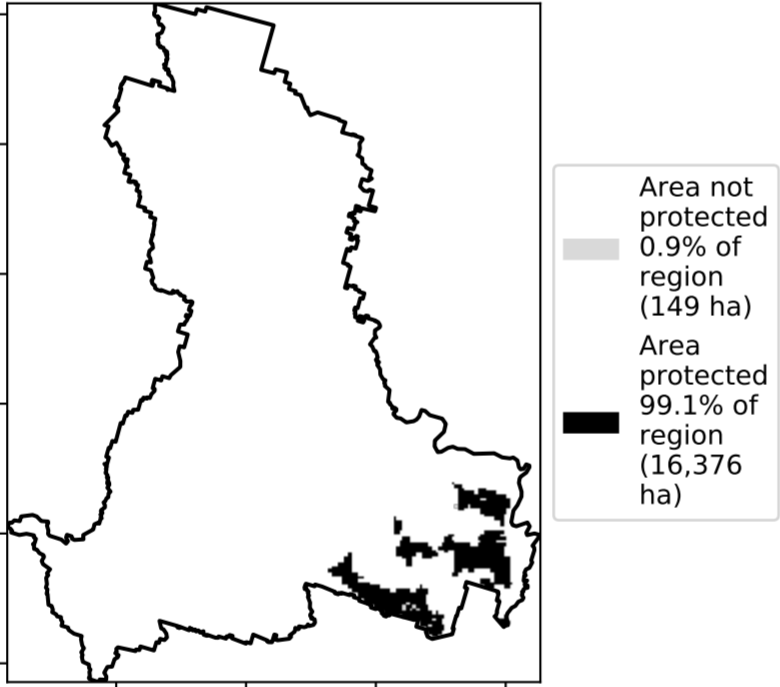 Area not
protected
0.9% of
region
(149 ha)
Area
protected
99.1% of
region
(16,376
ha)